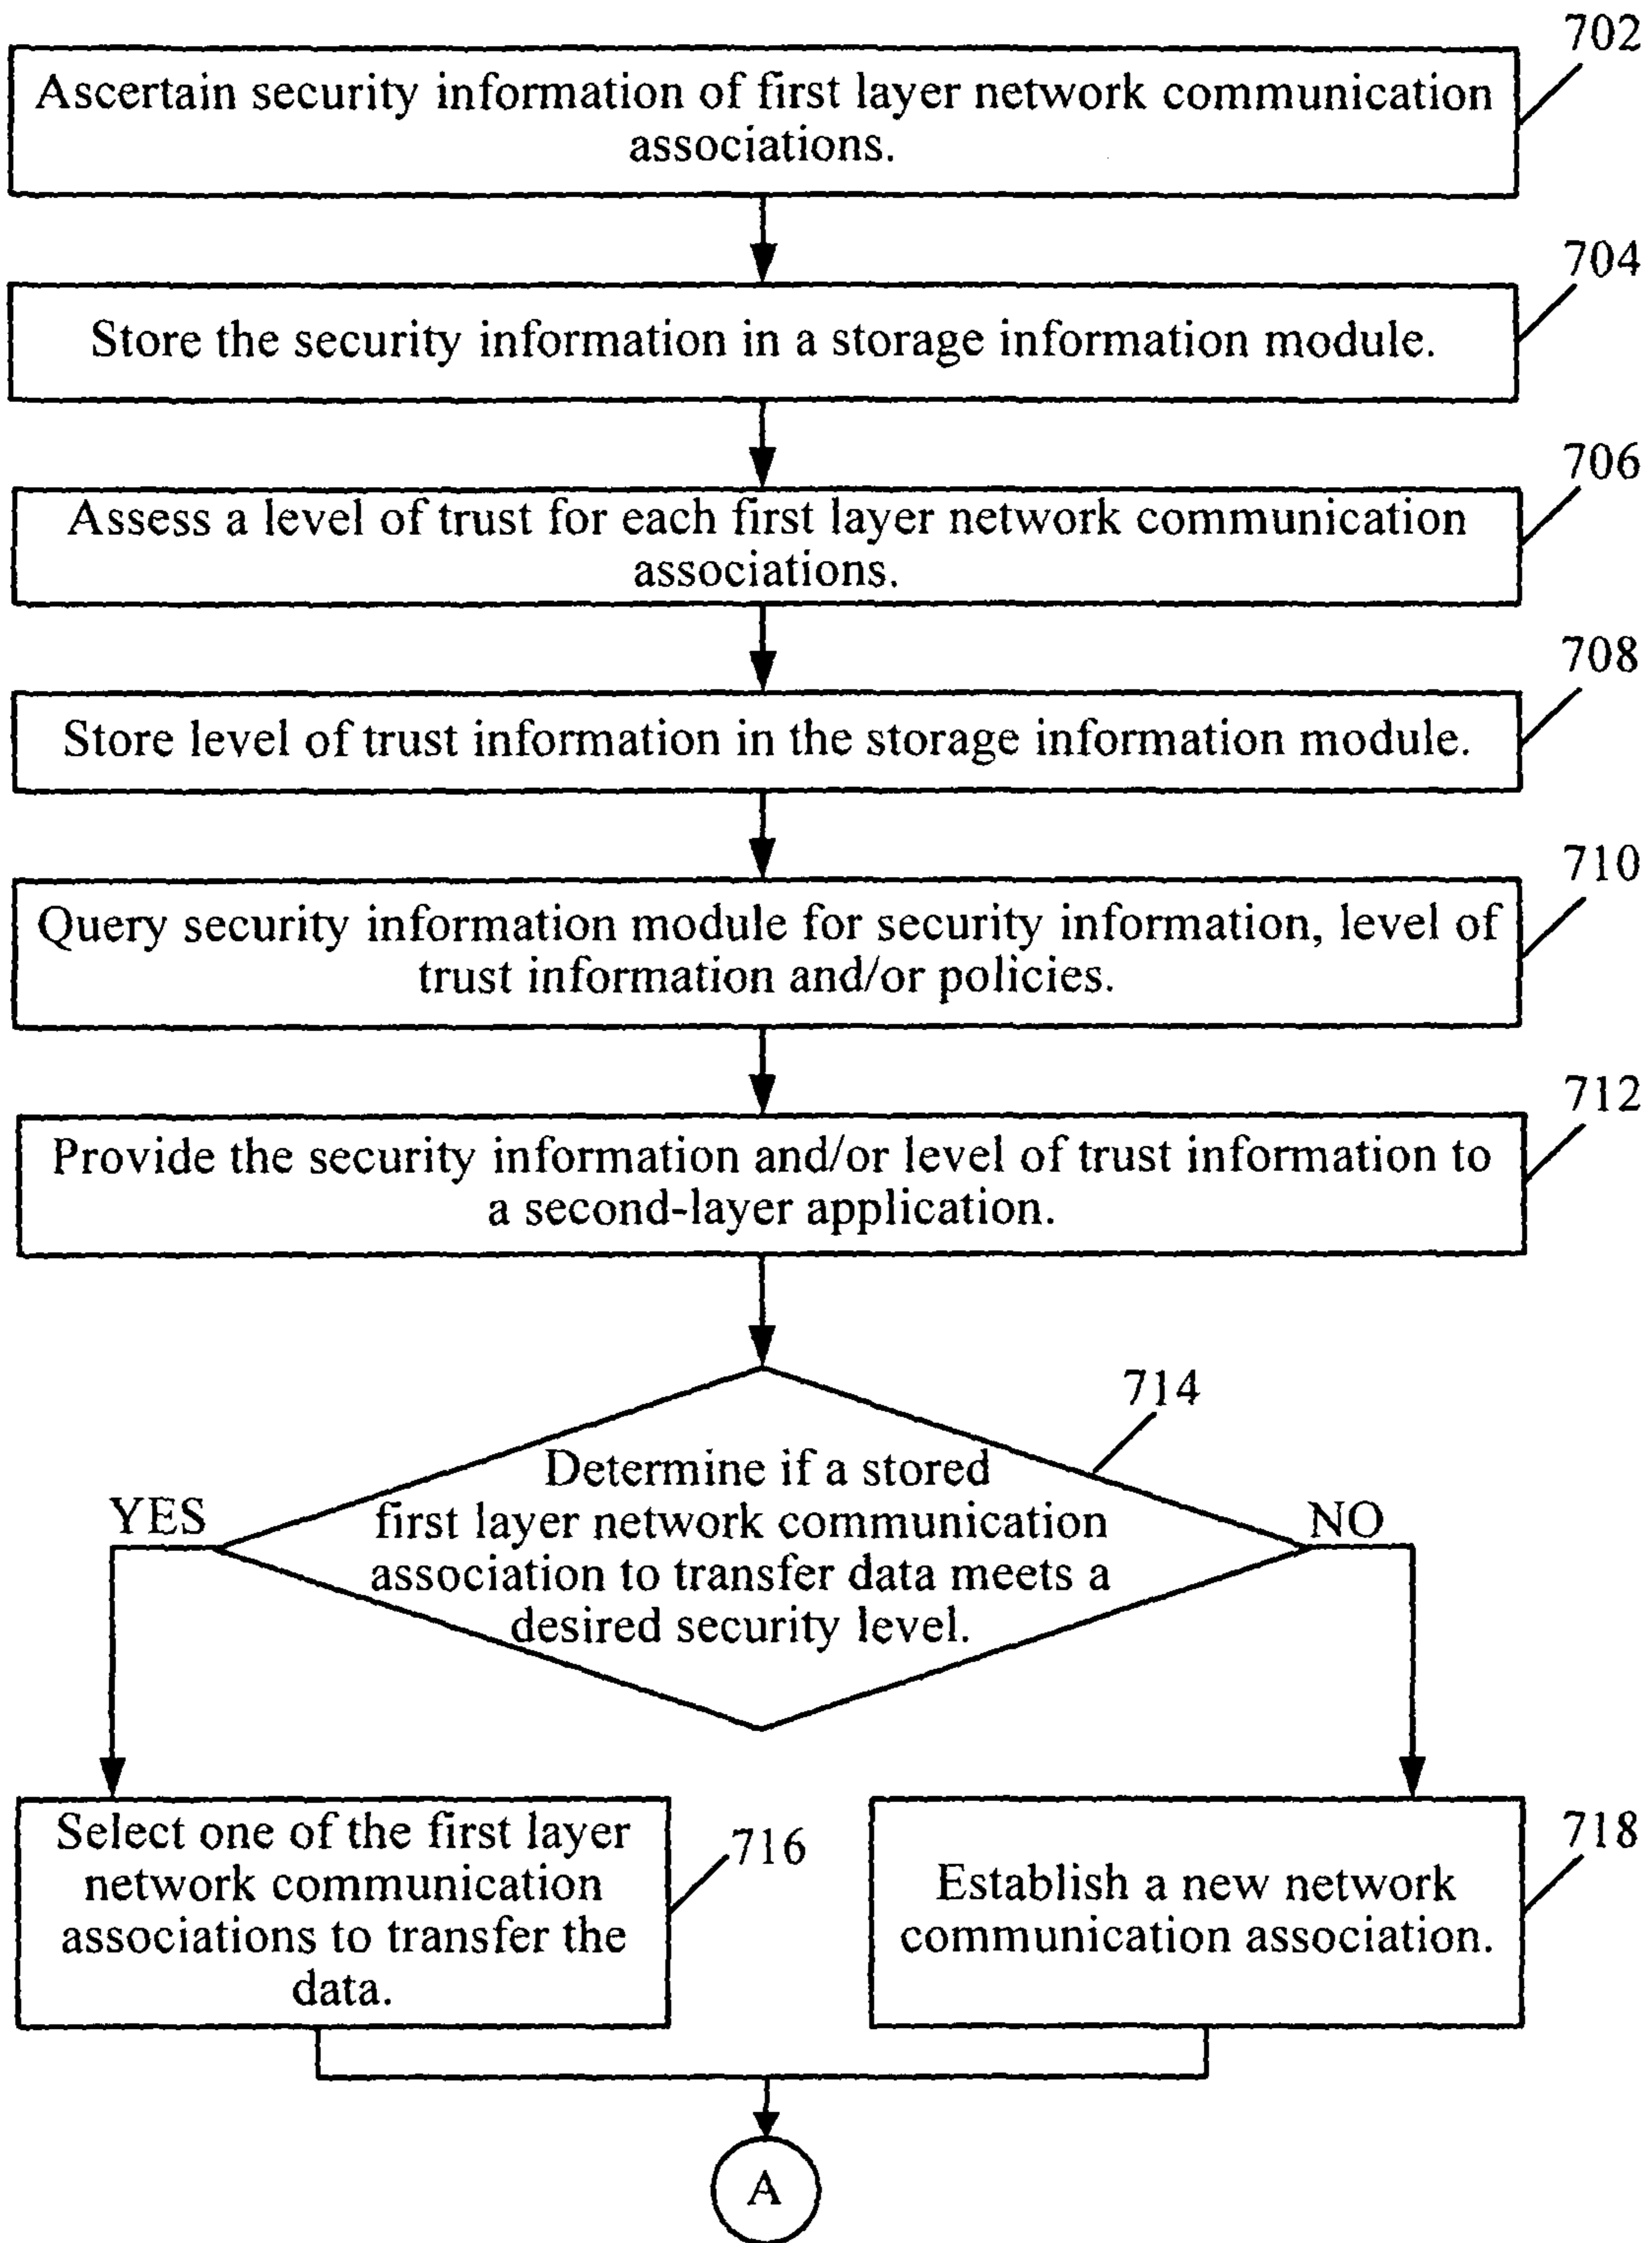 702
Ascertain security information of first layer network communication
associations.
704
Store the security information in a storage information module.
706
Assess a level of trust for each first layer network communication
associations.
708
Store level of trust information in the storage information module.
710
Query security information module for security information, level of
trust information and/or policies.
712
Provide the security information and/or level of trust information to
a second-layer application.
714
Determine if a stored
first layer network communication
association to transfer data meets a
desired security level.
YES
NO
Select one of the first layer
network communication
associations to transfer the
data.
716
Establish a new network
communication association.
718
A